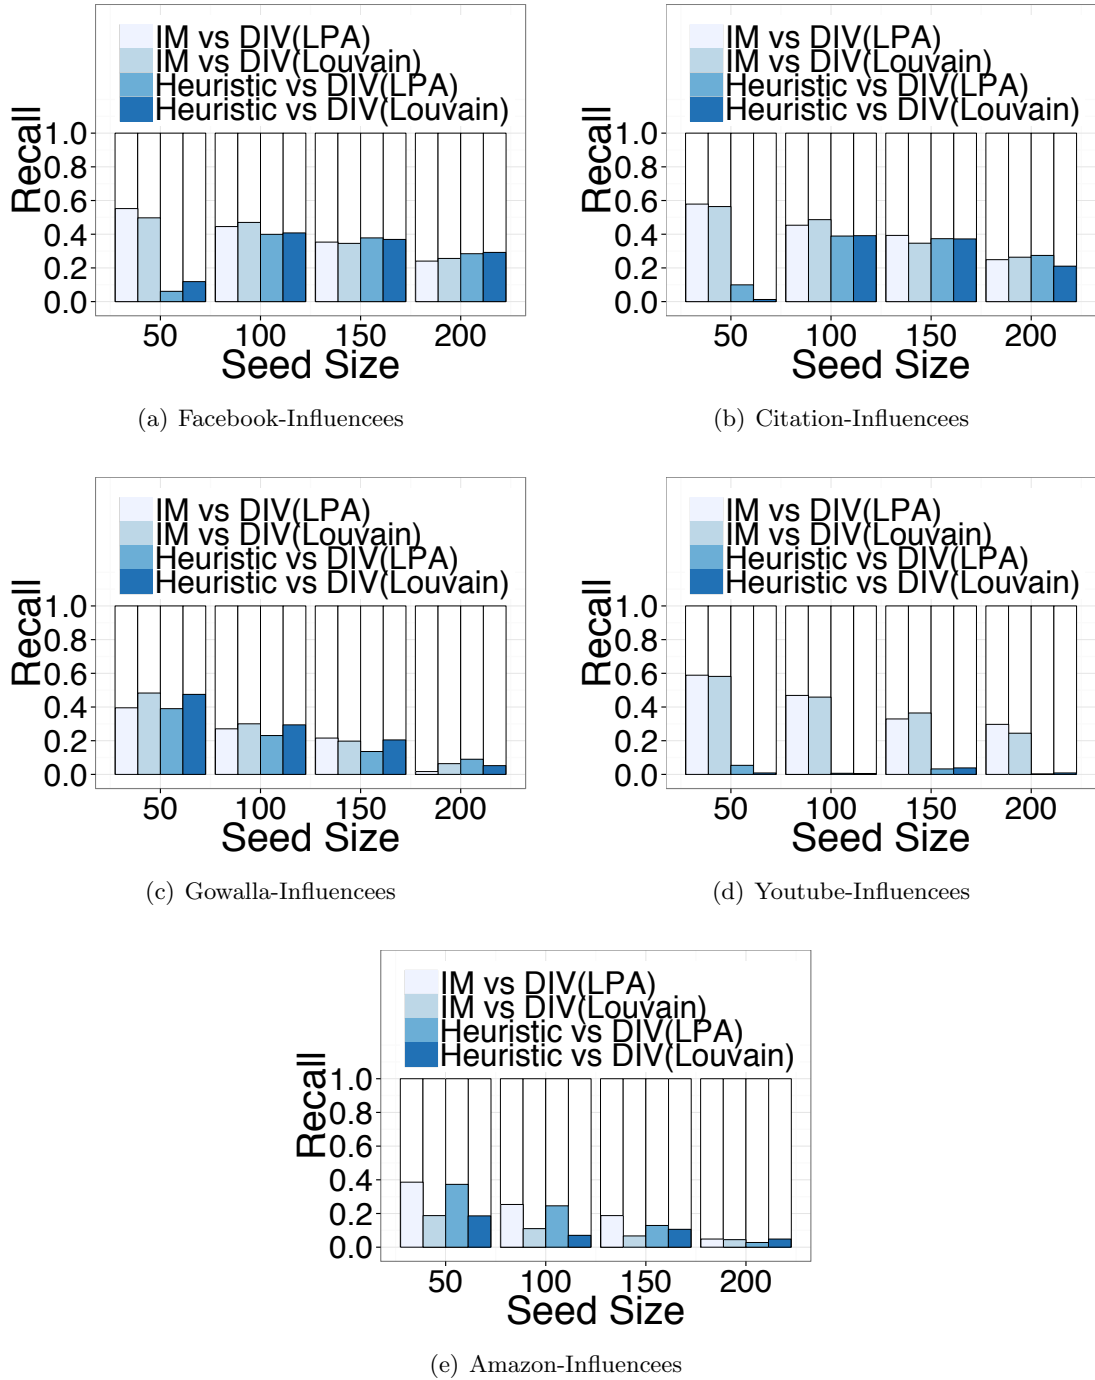 IM vs DIV(LPA)
IM vs DIV(Louvain)
Heuristic vs DIV(LPA)
Heuristic vs DIV(Louvain)
Recall
1.0
0.8
0.6
0.4
0.2
0.0
50 100 150 200
Seed Size
(a) Facebook-Influencees
IM vs DIV(LPA)
IM vs DIV(Louvain)
Heuristic vs DIV(LPA)
Heuristic vs DIV(Louvain)
Recall
1.0
0.8
0.6
0.4
0.2
0.0
50 100 150 200
Seed Size
(b) Citation-Influencees
IM vs DIV(LPA)
IM vs DIV(Louvain)
Heuristic vs DIV(LPA)
Heuristic vs DIV(Louvain)
Recall
1.0
0.8
0.6
0.4
0.2
0.0
50 100 150 200
Seed Size
(c) Gowalla-Influencees
IM vs DIV(LPA)
IM vs DIV(Louvain)
Heuristic vs DIV(LPA)
Heuristic vs DIV(Louvain)
Recall
1.0
0.8
0.6
0.4
0.2
0.0
50 100 150 200
Seed Size
(d) Youtube-Influencees
IM vs DIV(LPA)
IM vs DIV(Louvain)
Heuristic vs DIV(LPA)
Heuristic vs DIV(Louvain)
Recall
1.0
0.8
0.6
0.4
0.2
0.0
50 100 150 200
Seed Size
(e) Amazon-Influencees